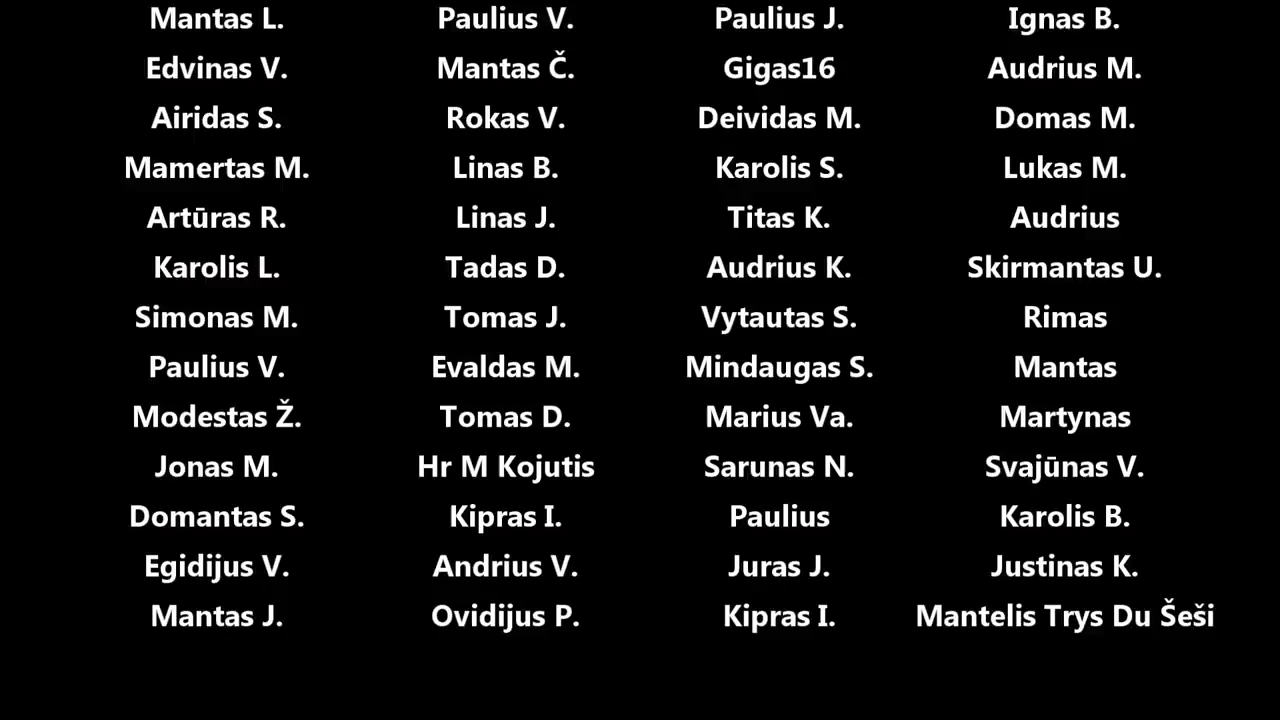 Mantas L. Paulius V. Paulius J. Ignas B.
Edvinas V. Mantas Č. Gigas16 Audrius M.
Airidas S. Rokas V. Deividas M. Domas M.
Mamertas M. Linas B. Karolis S. Lukas M.
Artūras R. Linas J. Titas K. Audrius
Karolis L. Tadas D. Audrius K. Skirmantas U.
Simonas M. Tomas J. Vytautas S. Rimas
Paulius V. Evaldas M. Mindaugas S. Mantas
Modestas Ž. Tomas D. Marius Va. Martynas
Jonas M. Hr M Kojutis Sarunas N. Svajūnas V.
Domantas S. Kipras I. Paulius Karolis B.
Egidijus V. Andrius V. Juras J. Justinas K.
Mantas J. Ovidijus P. Kipras I. Mantelis Trys Du Šeši